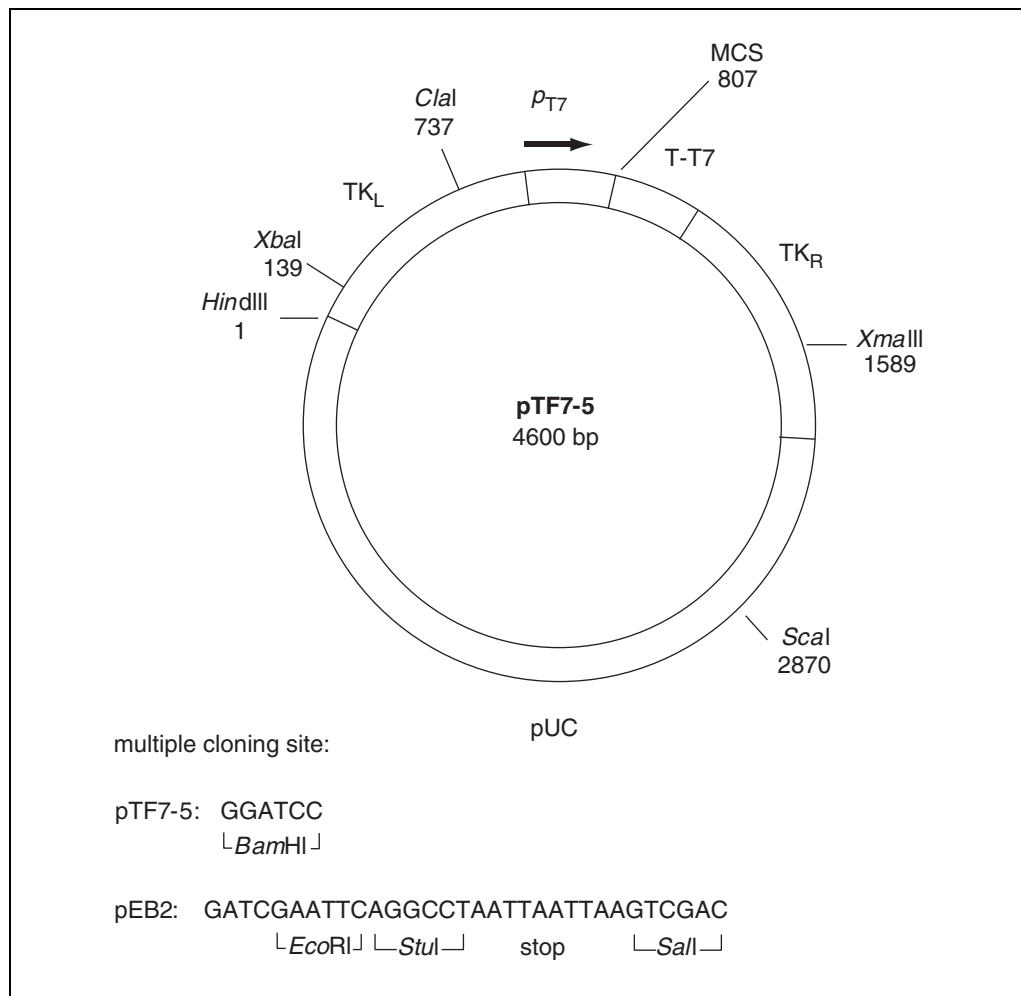 MCS
807
pT7
ClaI
737
T-T7
TKL
TKR
XbaI
139
HindIII
1
XmaIII
1589
pTF7-5
4600 bp
ScaI
2870
pUC
multiple cloning site:
pTF7-5: GGATCC
BamHI
pEB2: GATCGAATTCAGGCCTAATTAATTAAGTCGAC
EcoRI StuI stop SalI